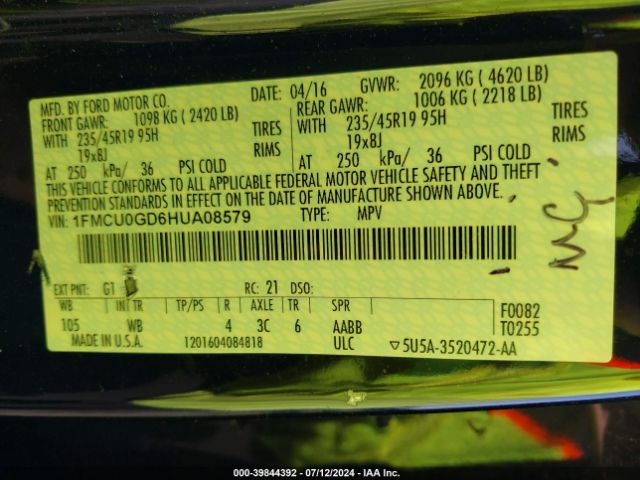 MFD. BY FORD MOTOR CO. DATE: 04/16 GVWR: 2096 KG ( 4620 LB)
FRONT GAWR: 1098 KG ( 2420 LB) REAR GAWR: 1006 KG ( 2218 LB)
WITH 235/45R19 95H TIRES WITH 235/45R19 95H TIRES
19x8J RIMS 19x8J RIMS
AT 250 kPa/ 36 PSI COLD AT 250 kPa/ 36 PSI COLD
THIS VEHICLE CONFORMS TO ALL APPLICABLE FEDERAL MOTOR VEHICLE SAFETY AND THEFT
PREVENTION STANDARDS IN EFFECT ON THE DATE OF MANUFACTURE SHOWN ABOVE.
VIN: 1FMCU0GD6HUA08579 TYPE: MPV
EXT PNT: G1 RC: 21 DSO:
WB IN TR TP/PS R AXLE TR SPR F0082
105 WB 4 3C 6 AABB T0255
MADE IN U.S.A. 1201604084818 ULC ▽5U5A-3520472-AA
000-39844392 - 07/12/2024 - IAA Inc.